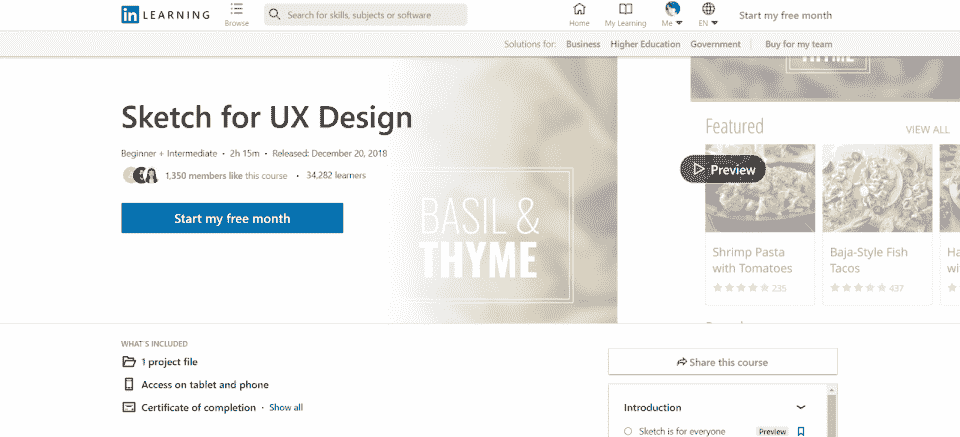 in LEARNING
Browse
Search for skills, subjects or software
Home
My Learning
Me
EN
Start my free month
Solutions for:
Business
Higher Education
Government
Buy for my team
THYME
Sketch for UX Design
Beginner + Intermediate • 2h 15m • Released: December 20, 2018
1,350 members like this course • 34,282 learners
Start my free month
BASIL &
THYME
Featured
VIEW ALL
Preview
Shrimp Pasta
with Tomatoes
235
Baja-Style Fish
Tacos
437
WHAT'S INCLUDED
1 project file
Access on tablet and phone
Certificate of completion • Show all
Share this course
Introduction
Sketch is for everyone
Preview